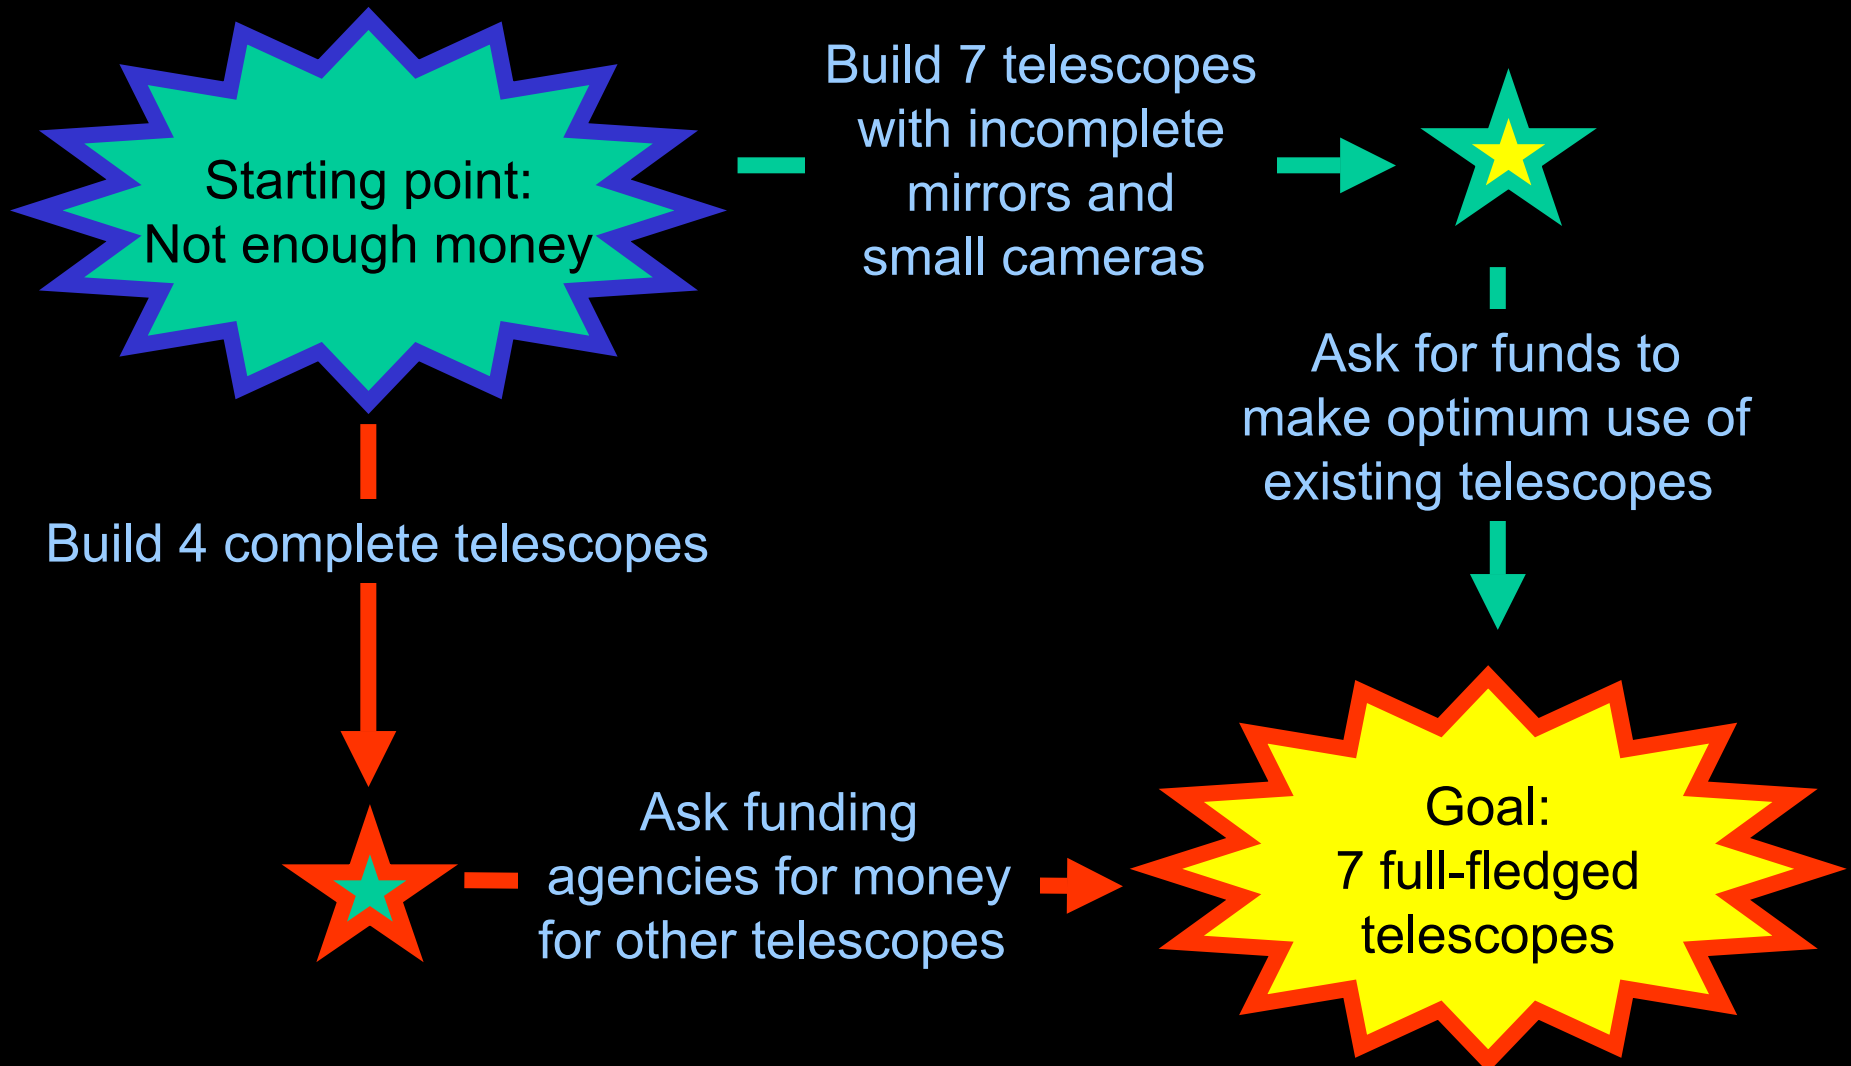 Starting point:
Not enough money
Build 7 telescopes
with incomplete
mirrors and
small cameras
Ask for funds to
make optimum use of
existing telescopes
Build 4 complete telescopes
Ask funding
agencies for money
for other telescopes
Goal:
7 full-fledged
telescopes